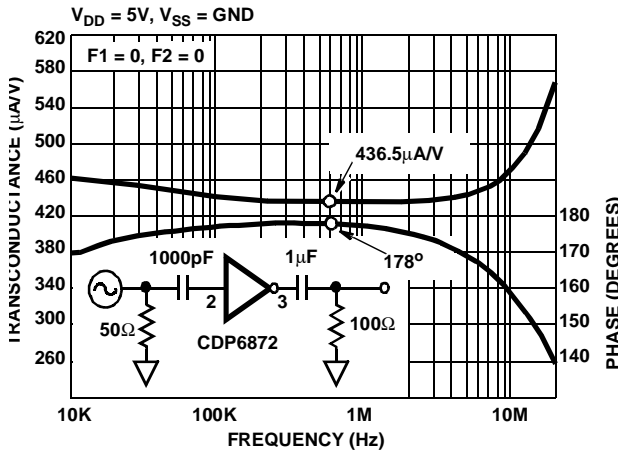 V_DD = 5V, V_SS = GND
F1 = 0, F2 = 0
TRANSCONDUCTANCE (μA/V)
620
580
540
500
460
420
380
340
300
260
436.5μA/V
178°
1000pF
1μF
2
3
50Ω
100Ω
CDP6872
180
170
160
150
140
PHASE (DEGREES)
10K
100K
1M
10M
FREQUENCY (Hz)